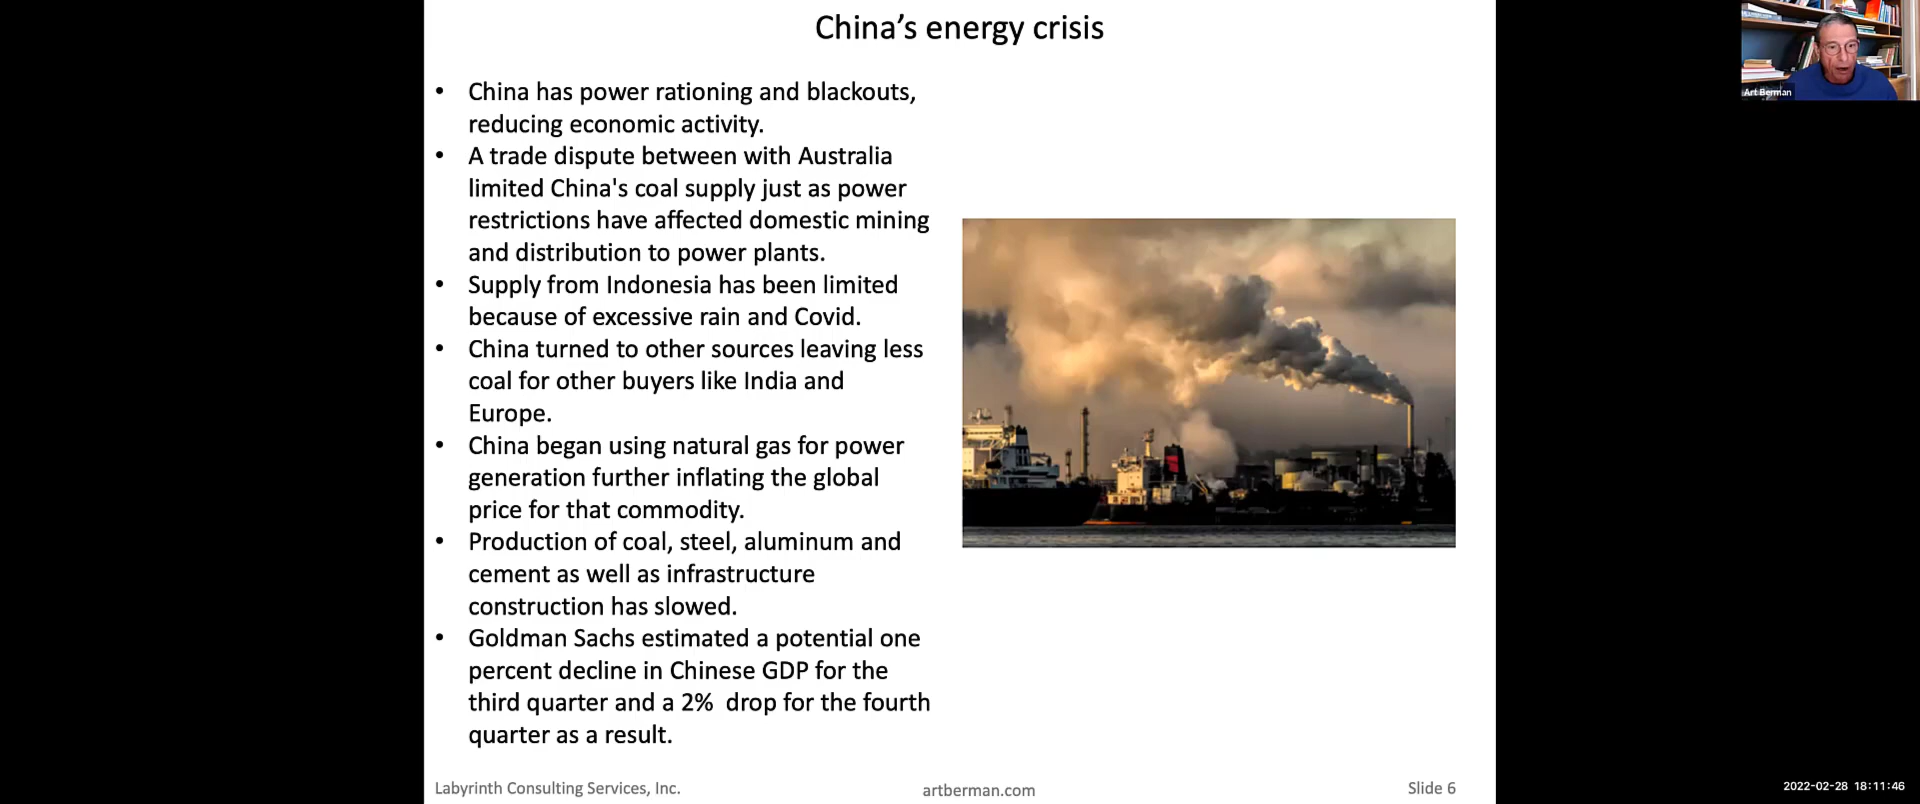 China’s energy crisis
• China has power rationing and blackouts,
reducing economic activity.
• A trade dispute between with Australia
limited China's coal supply just as power
restrictions have affected domestic mining
and distribution to power plants.
• Supply from Indonesia has been limited
because of excessive rain and Covid.
• China turned to other sources leaving less
coal for other buyers like India and
Europe.
• China began using natural gas for power
generation further inflating the global
price for that commodity.
• Production of coal, steel, aluminum and
cement as well as infrastructure
construction has slowed.
• Goldman Sachs estimated a potential one
percent decline in Chinese GDP for the
third quarter and a 2%  drop for the fourth
quarter as a result.
Labyrinth Consulting Services, Inc.
artberman.com
Slide 6
Art Berman
2022-02-28 18:11:46